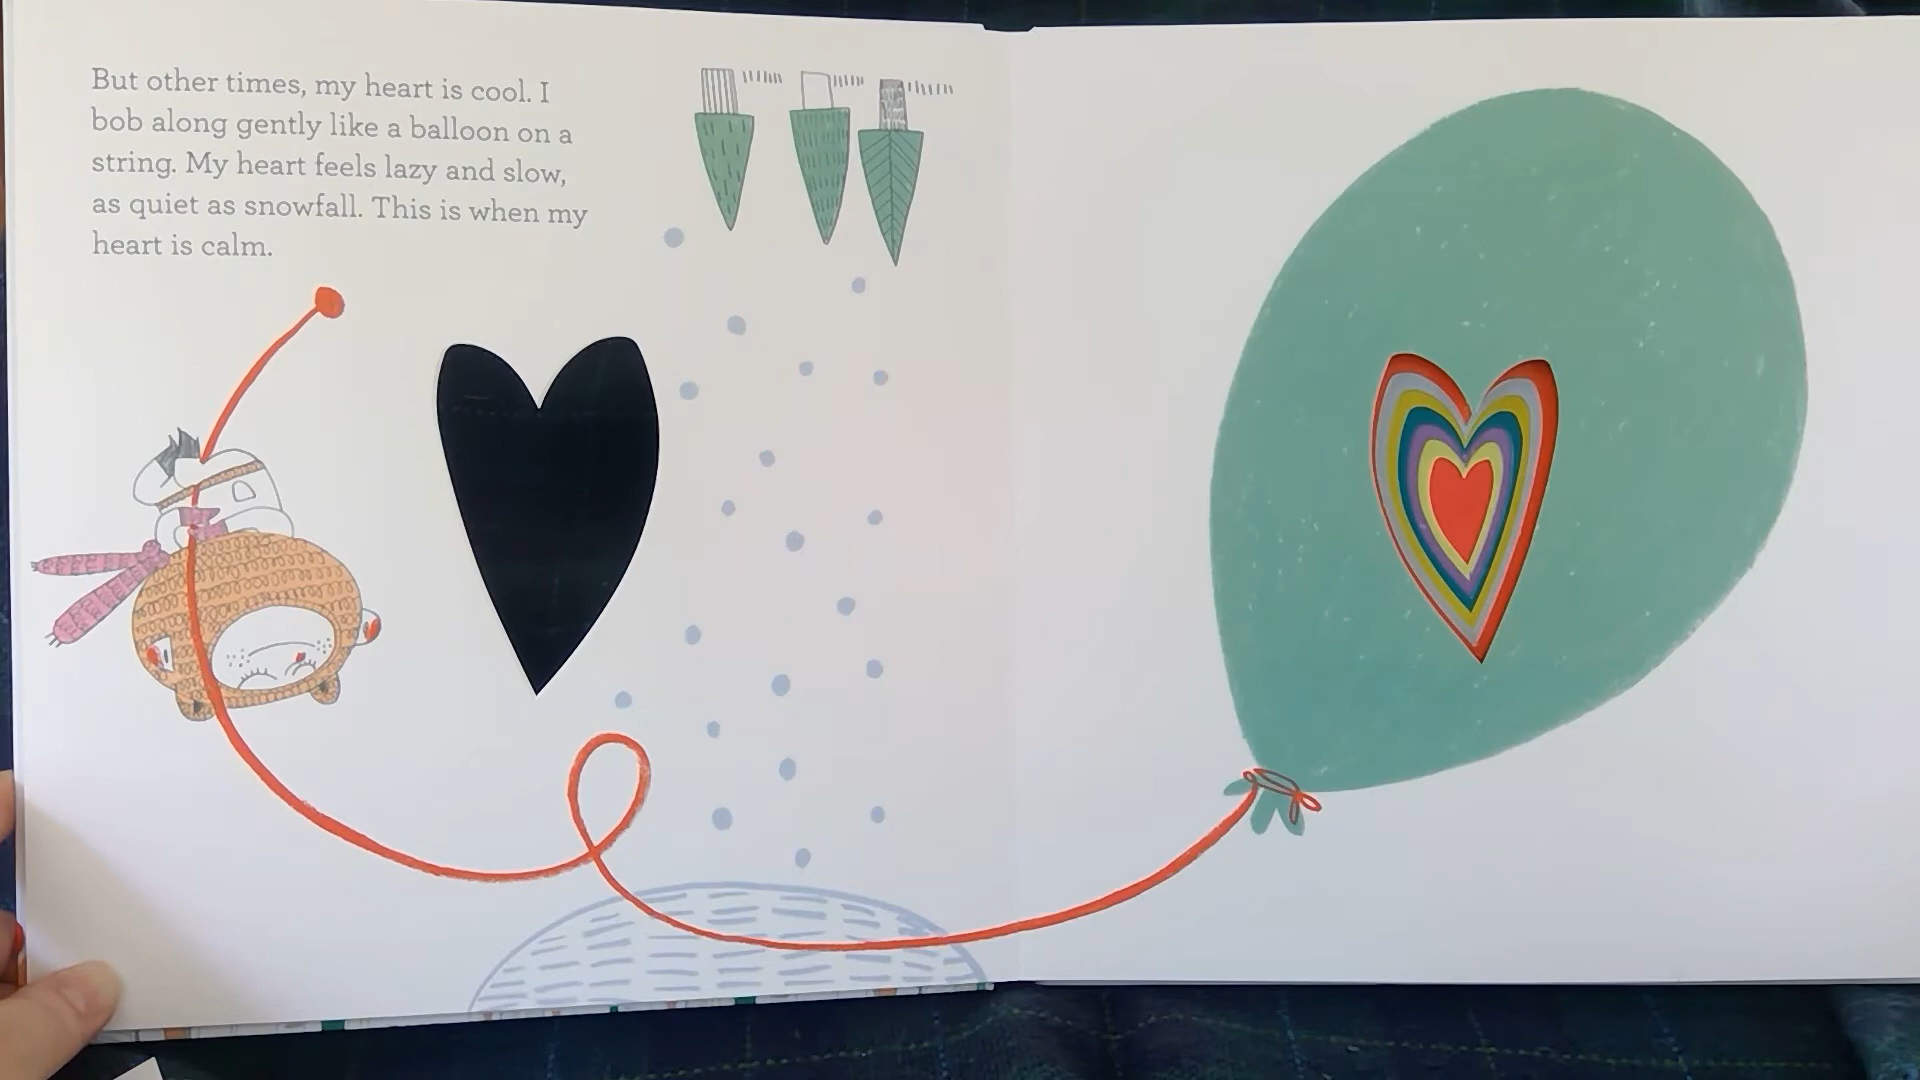 But other times, my heart is cool. I
bob along gently like a balloon on a
string. My heart feels lazy and slow,
as quiet as snowfall. This is when my
heart is calm.